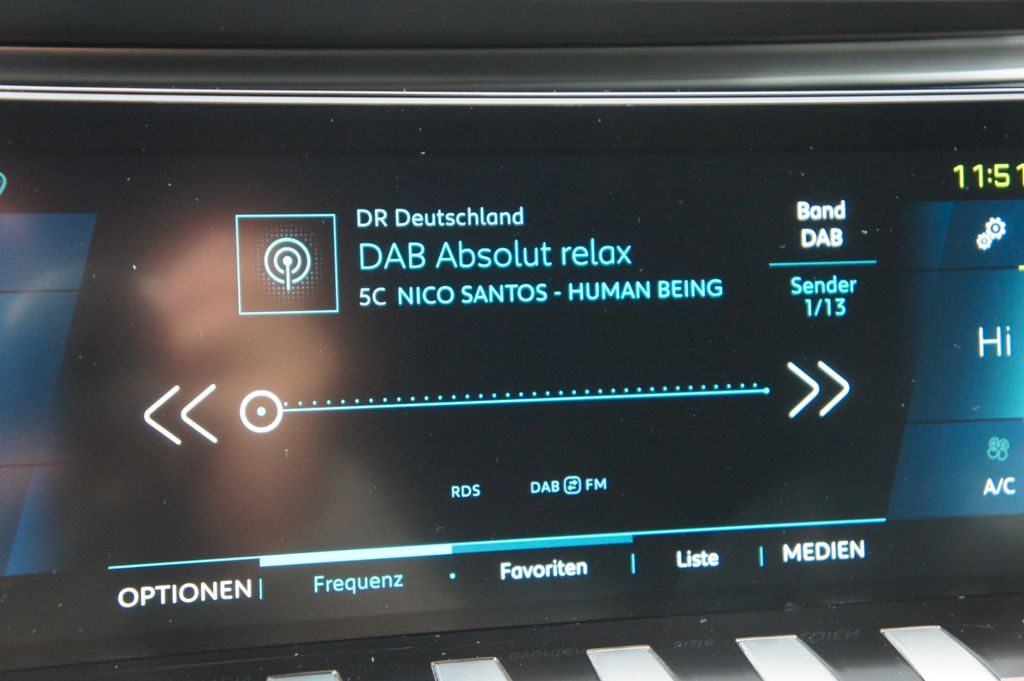 11:51
DR Deutschland
DAB Absolut relax
5C NICO SANTOS - HUMAN BEING
Band
DAB
Sender
1/13
Hi
A/C
RDS
DAB FM
OPTIONEN | Frequenz • Favoriten | Liste | MEDIEN